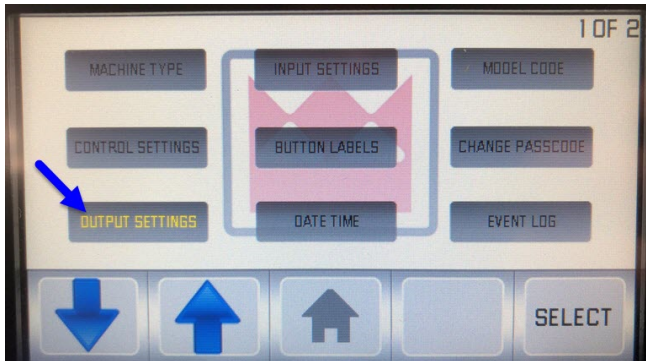 1 OF 2
MACHINE TYPE
INPUT SETTINGS
MODEL CODE
CONTROL SETTINGS
BUTTON LABELS
CHANGE PASSCODE
OUTPUT SETTINGS
DATE TIME
EVENT LOG
SELECT